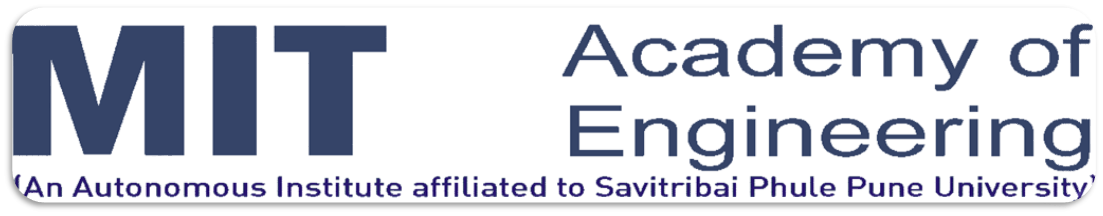 MIT
Academy of
Engineering
(An Autonomous Institute affiliated to Savitribai Phule Pune University)